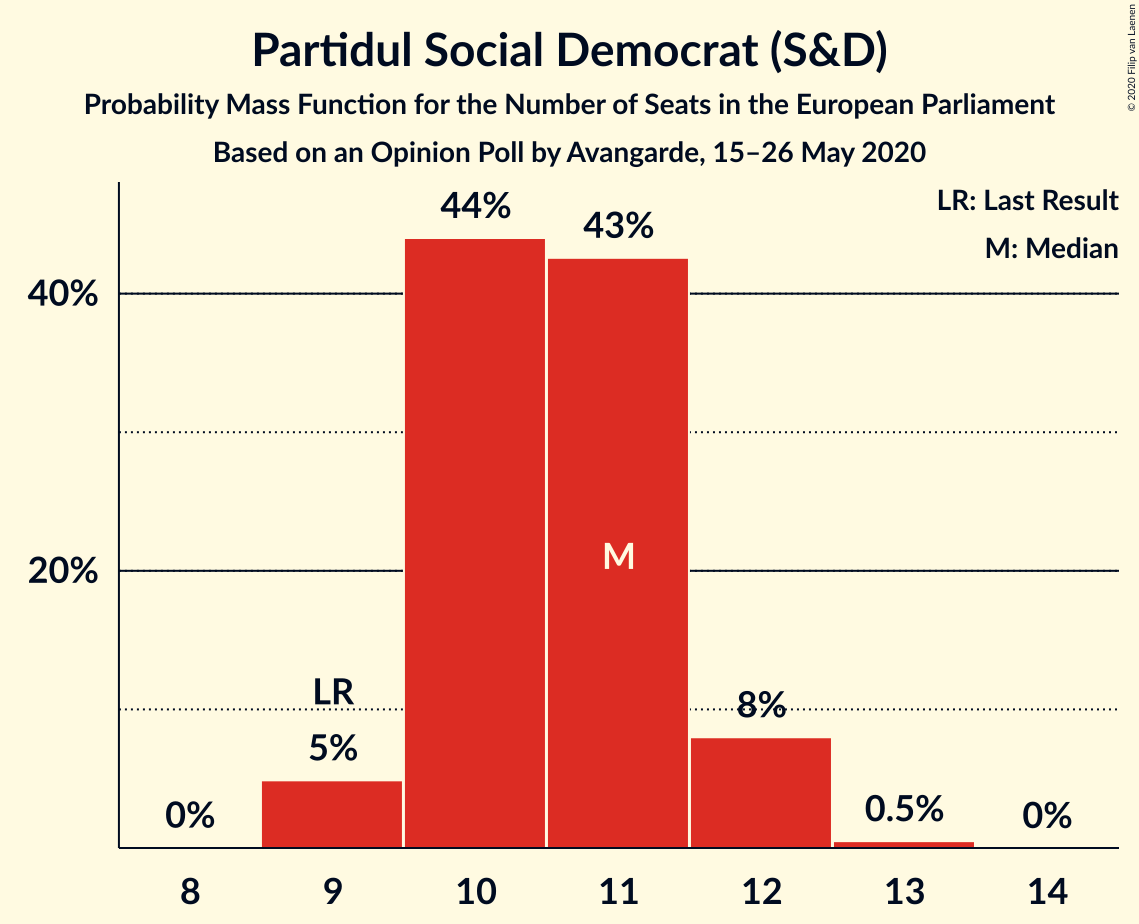 Partidul Social Democrat (S&D)
Probability Mass Function for the Number of Seats in the European Parliament
Based on an Opinion Poll by Avangarde, 15–26 May 2020
© 2020 Filip van Laenen
LR: Last Result
M: Median
40%
20%
0%
LR
5%
44%
43%
M
8%
0.5%
0%
8 9 10 11 12 13 14